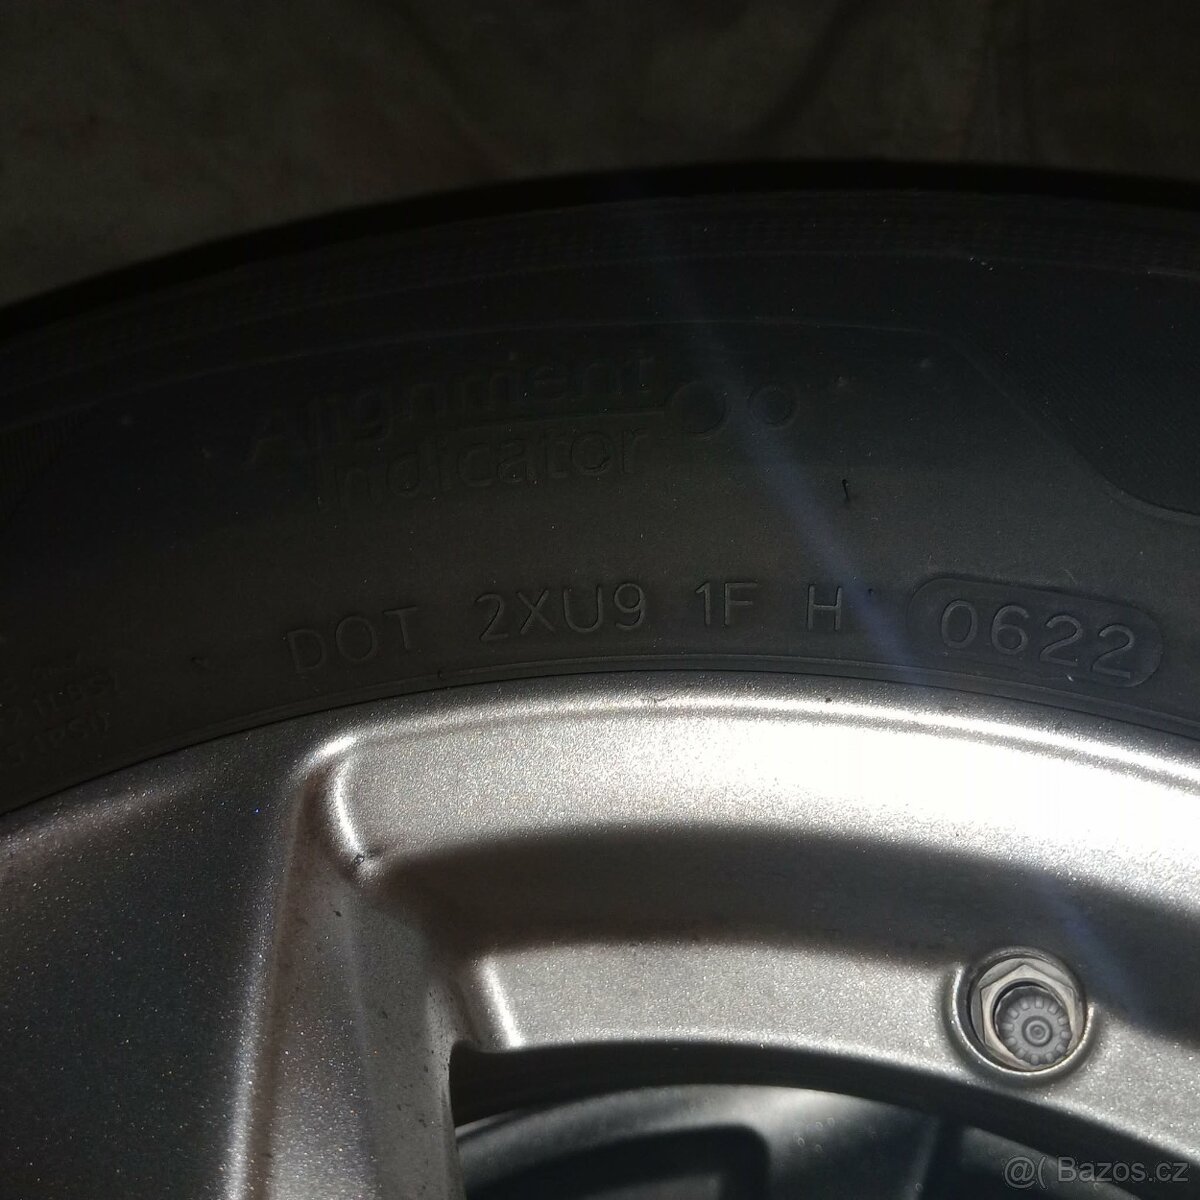 Alignment
Indicator
DOT 2XU9 1F H 0622
@( Bazos.cz